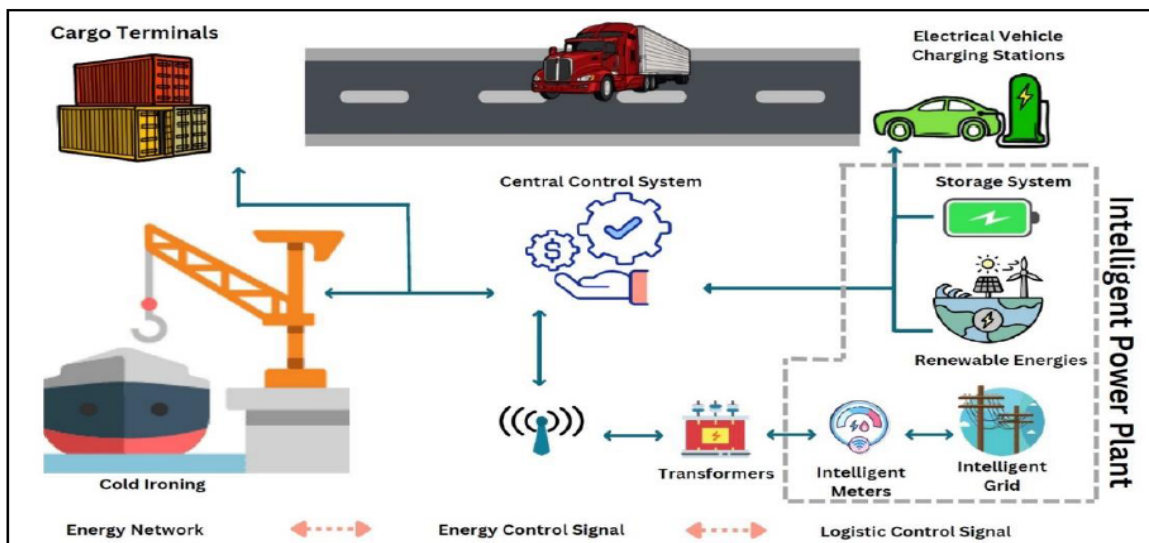 Cargo Terminals
Electrical Vehicle
Charging Stations
Central Control System
$
Storage System
Renewable Energies
Intelligent Power Plant
Transformers
Intelligent
Meters
Intelligent
Grid
Cold Ironing
Energy Network
Energy Control Signal
Logistic Control Signal